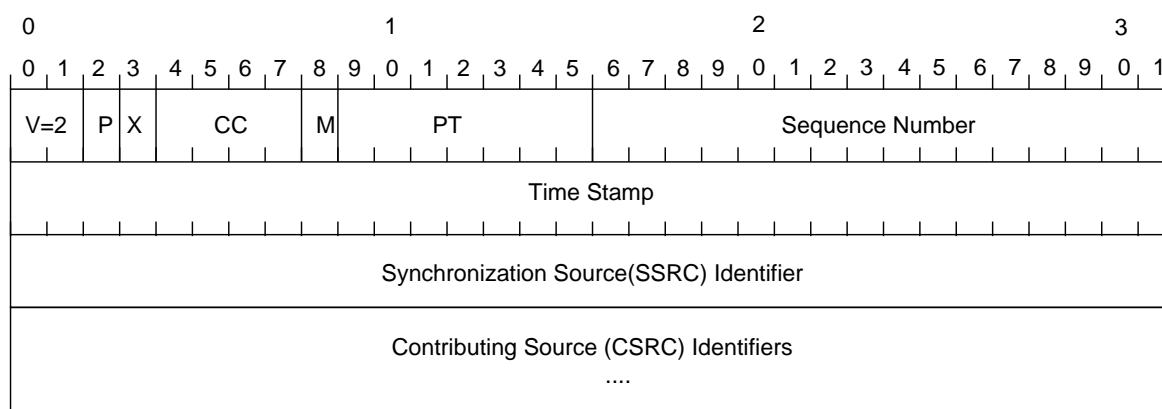 0 1 2 3
0 1 2 3 4 5 6 7 8 9 0 1 2 3 4 5 6 7 8 9 0 1 2 3 4 5 6 7 8 9 0 1
V=2 P X CC M PT Sequence Number
Time Stamp
Synchronization Source(SSRC) Identifier
Contributing Source (CSRC) Identifiers
....